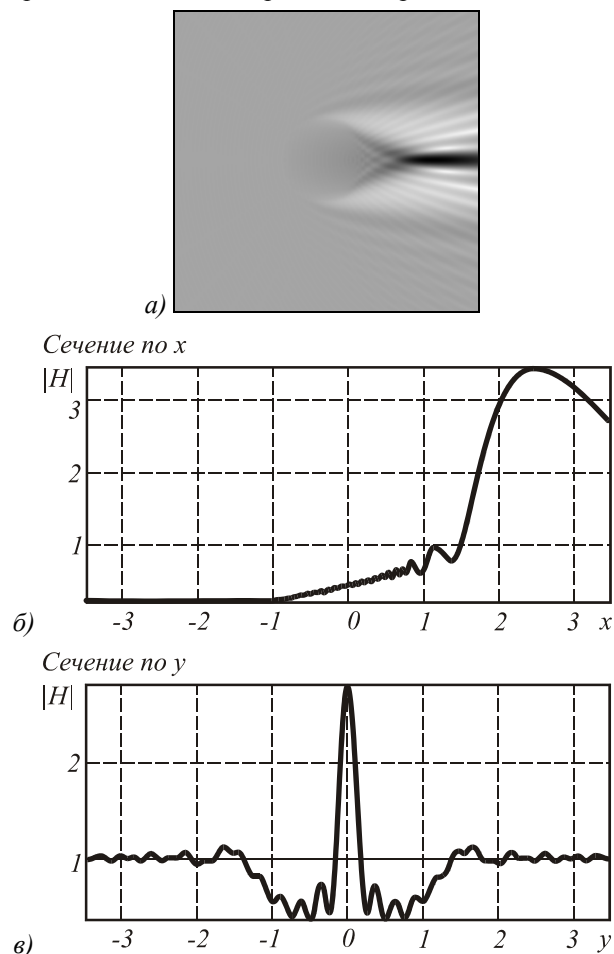 а)
Сечение по x
|H|
3
2
1
-3 -2 -1 0 1 2 3 x
б)
Сечение по y
|H|
2
1
-3 -2 -1 0 1 2 3 y
в)